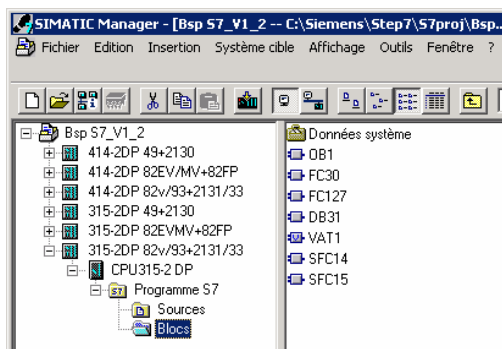 SIMATIC Manager - [Bsp S7_V1_2 -- C:\Siemens\Step7\S7proj\Bsp..
Fichier Edition Insertion Système cible Affichage Outils Fenêtre ?
Bsp S7_V1_2
414-2DP 49+2130
414-2DP 82EV/MV+82FP
414-2DP 82v/93+2131/33
315-2DP 49+2130
315-2DP 82EVMV+82FP
315-2DP 82v/93+2131/33
CPU315-2 DP
S7 Programme S7
Sources
Blocs
Données système
OB1
FC30
FC127
DB31
VAT1
SFC14
SFC15